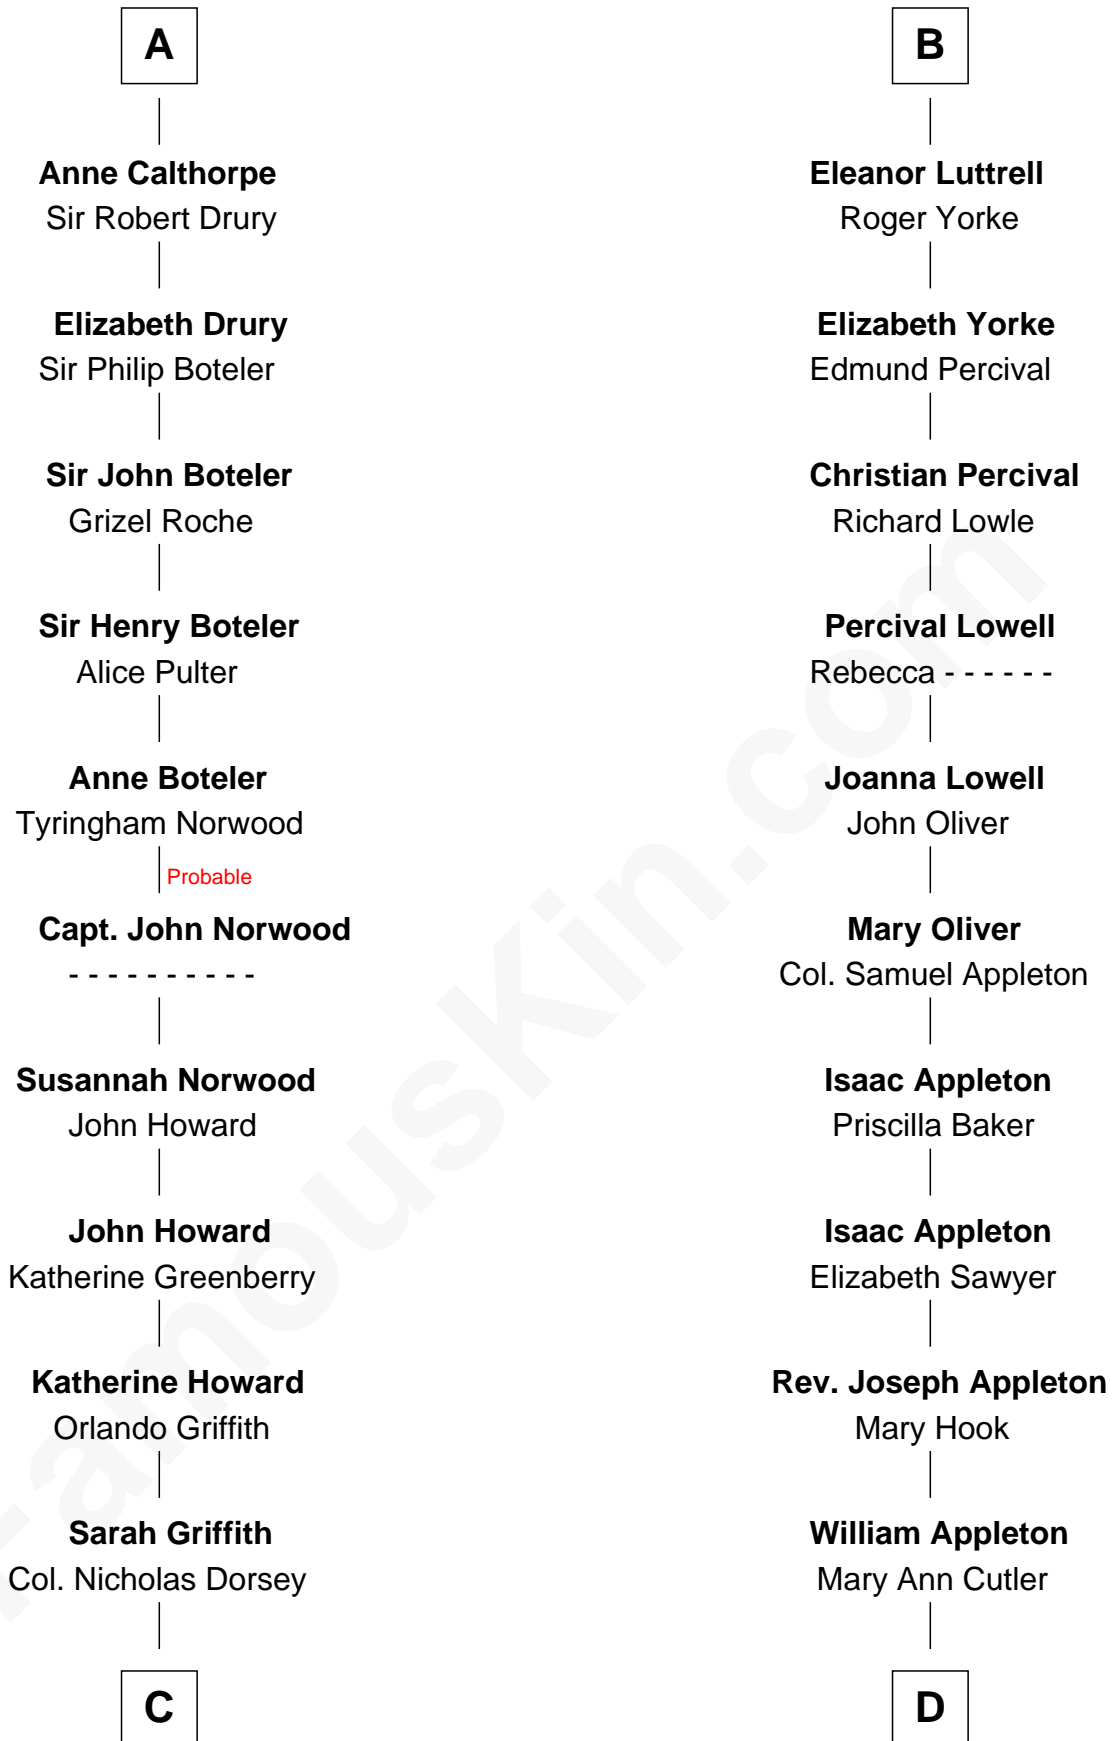 A
Anne Calthorpe
Sir Robert Drury
Elizabeth Drury
Sir Philip Boteler
Sir John Boteler
Grizel Roche
Sir Henry Boteler
Alice Pulter
Anne Boteler
Tyringham Norwood
Probable
Capt. John Norwood
- - - - - - - - - -
Susannah Norwood
John Howard
John Howard
Katherine Greenberry
Katherine Howard
Orlando Griffith
Sarah Griffith
Col. Nicholas Dorsey
C
B
Eleanor Luttrell
Roger Yorke
Elizabeth Yorke
Edmund Percival
Christian Percival
Richard Lowle
Percival Lowell
Rebecca - - - - - -
Joanna Lowell
John Oliver
Mary Oliver
Col. Samuel Appleton
Isaac Appleton
Priscilla Baker
Isaac Appleton
Elizabeth Sawyer
Rev. Joseph Appleton
Mary Hook
William Appleton
Mary Ann Cutler
D
FamousKin.com